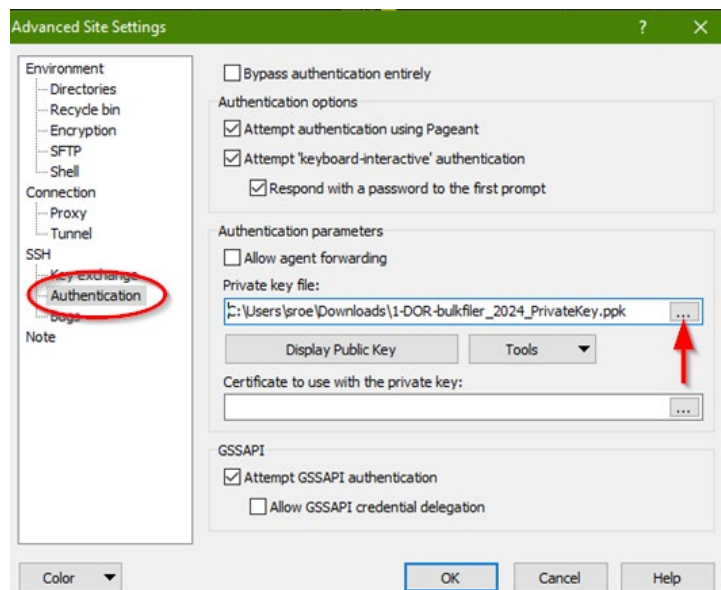 Advanced Site Settings ? X
Environment
Directories
Recycle bin
Encryption
SFTP
Shell
Connection
Proxy
Tunnel
SSH
Key exchange
Authentication
Bugs
Note
Bypass authentication entirely
Authentication options
Attempt authentication using Pageant
Attempt 'keyboard-interactive' authentication
Respond with a password to the first prompt
Authentication parameters
Allow agent forwarding
Private key file:
C:\Users\sroe\Downloads\1-DOR-bulkfiler_2024_PrivateKey.ppk ...
Display Public Key Tools
Certificate to use with the private key:
...
GSSAPI
Attempt GSSAPI authentication
Allow GSSAPI credential delegation
Color OK Cancel Help